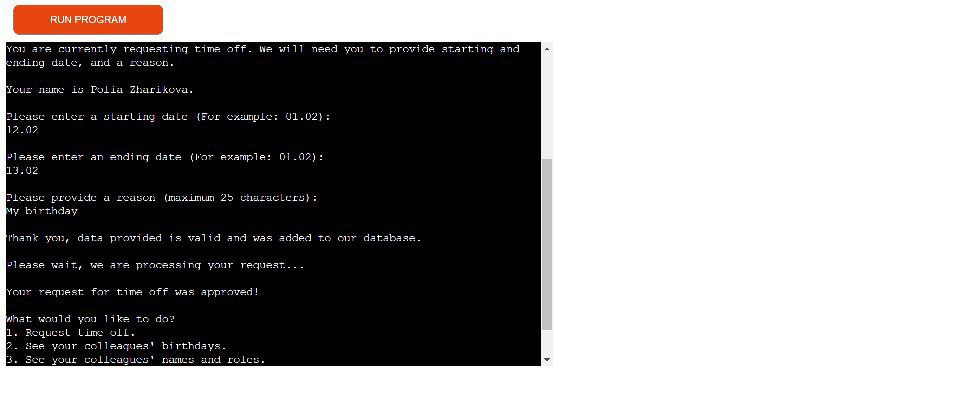 RUN PROGRAM
You are currently requesting time off. We will need you to provide starting and
ending date, and a reason.
Your name is Polia Zharikova.
Please enter a starting date (For example: 01.02):
12.02
Please enter an ending date (For example: 01.02):
13.02
Please provide a reason (maximum 25 characters):
My birthday
Thank you, data provided is valid and was added to our database.
Please wait, we are processing your request...
Your request for time off was approved!
What would you like to do?
1. Request time off.
2. See your colleagues' birthdays.
3. See your colleagues' names and roles.